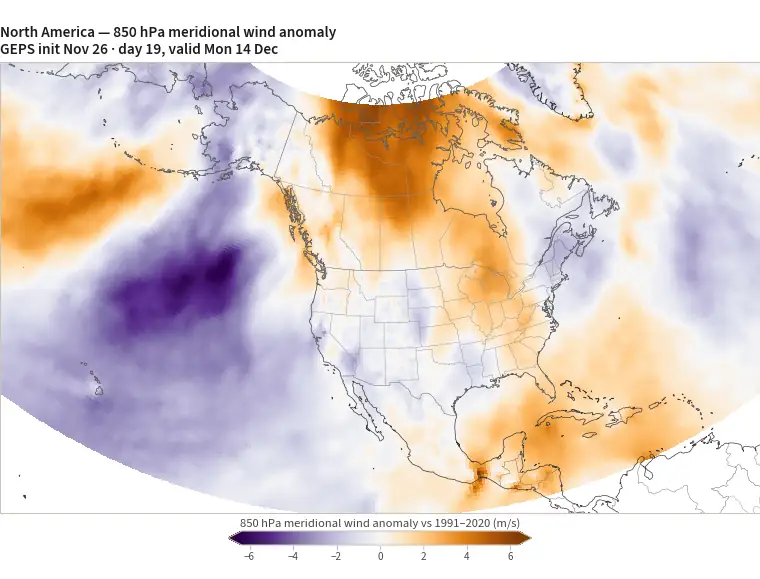 North America — 850 hPa meridional wind anomaly
GEPS init Nov 26 · day 19, valid Mon 14 Dec
850 hPa meridional wind anomaly vs 1991–2020 (m/s)
−6 −4 −2 0 2 4 6